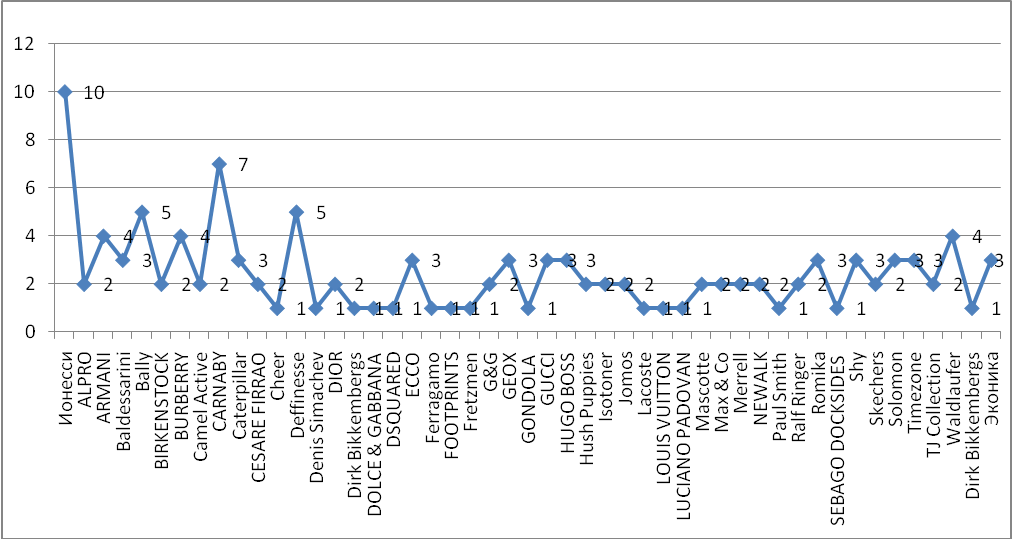 12
10
8
6
4
2
0
10
2
4
3
5
2
4
2
7
3
2
1
5
1
2
1
1
1
3
1
1
1
2
3
1
3
3
2
2
2
1
1
1
2
2
2
2
1
2
3
1
3
2
3
3
2
4
1
3
Ионесси
ALPRO
ARMANI
Baldessarini
Bally
BIRKENSTOCK
BURBERRY
Camel Active
CARNABY
Caterpillar
CESARE FIRRAO
Cheer
Deffinesse
Denis Simachev
DIOR
Dirk Bikkembergs
DOLCE & GABBANA
DSQUARED
ECCO
Ferragamo
FOOTPRINTS
Fretzmen
G&G
GEOX
GONDOLA
GUCCI
HUGO BOSS
Hush Puppies
Isotoner
Jomos
Lacoste
LOUIS VUITTON
LUCIANO PADOVAN
Mascotte
Max & Co
Merrell
NEWALK
Paul Smith
Ralf Ringer
Romika
SEBAGO DOCKSIDES
Shy
Skechers
Solomon
Timezone
TJ Collection
Waldlaufer
Dirk Bikkembergs
Эконика